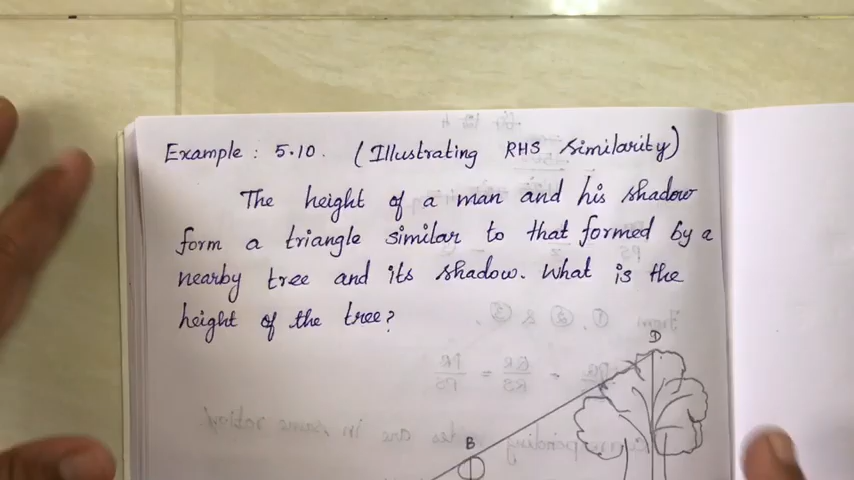 Example : 5.10. (Illustrating RHS Similarity)
The height of a man and his shadow
form a triangle similar to that formed by a
nearby tree and its shadow. What is the
height of the tree?
D
B